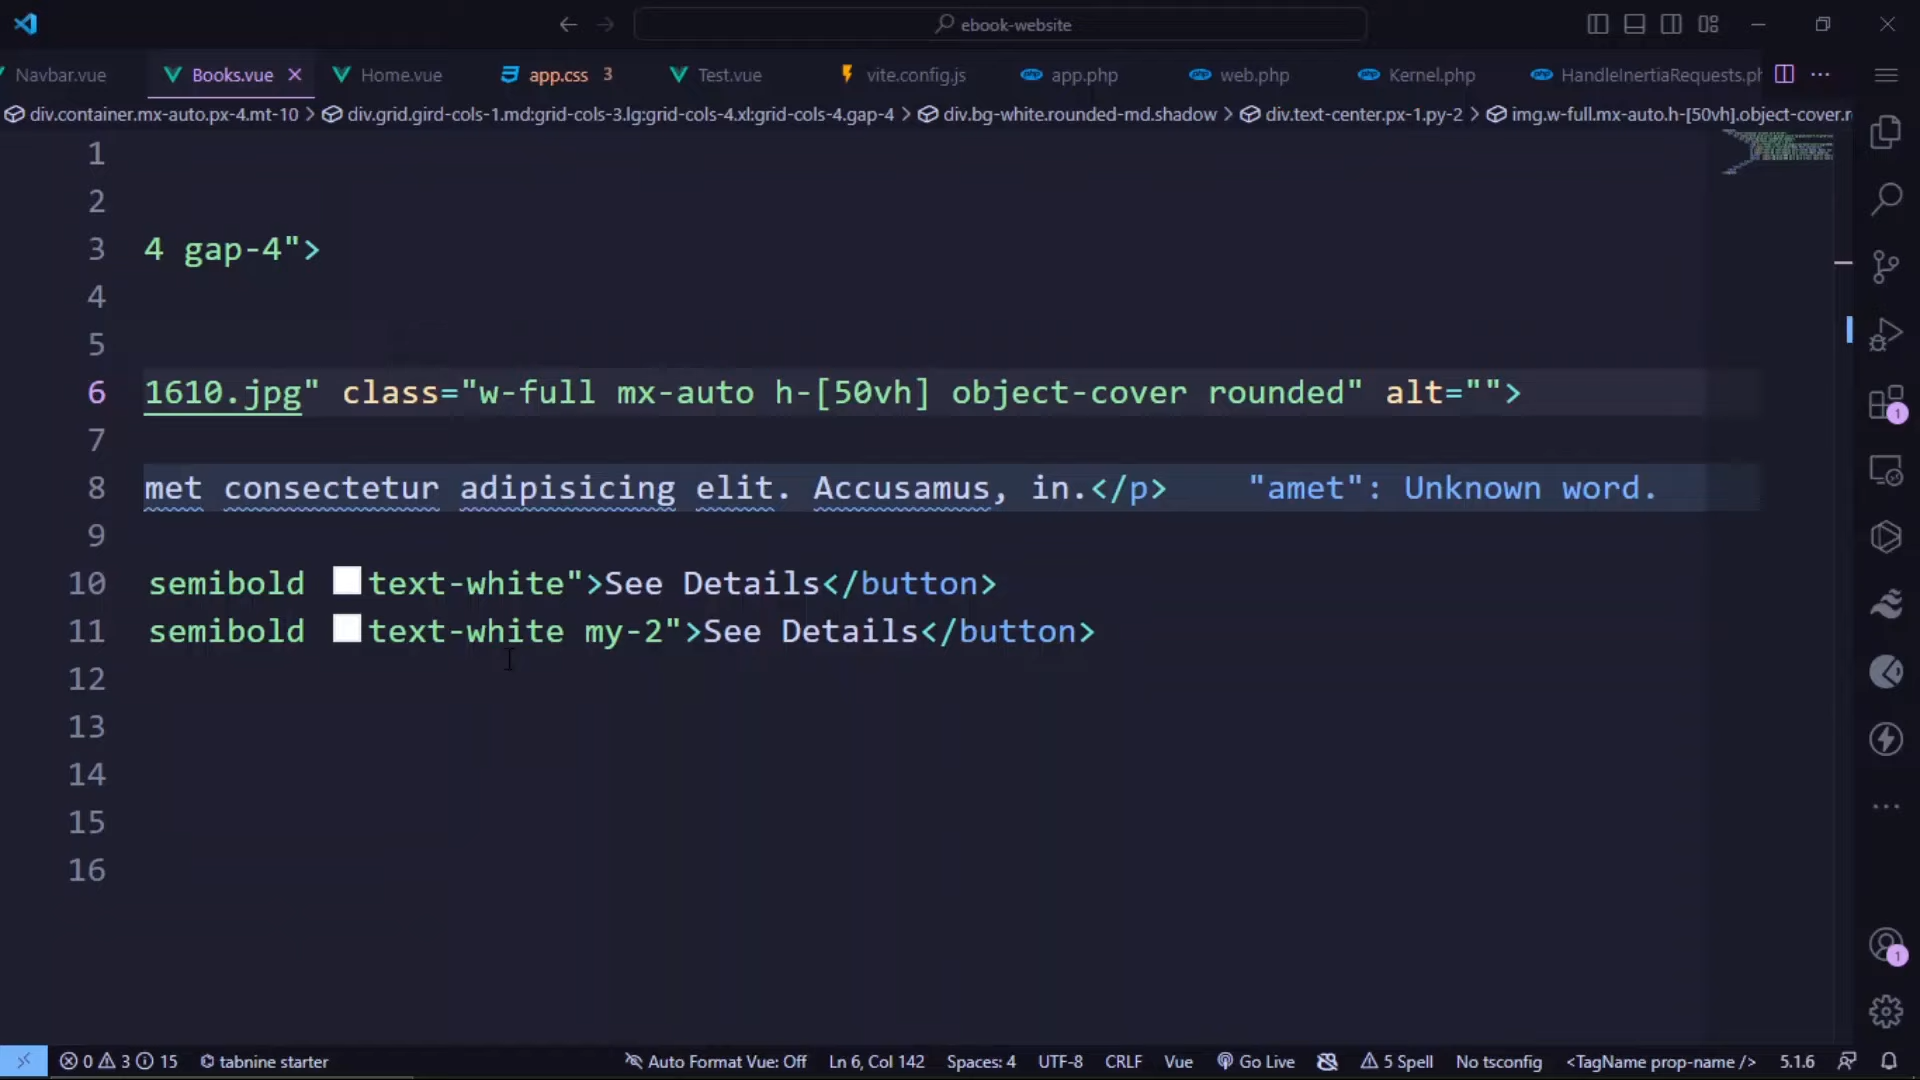 ebook-website
Navbar.vue Books.vue Home.vue app.css 3 Test.vue vite.config.js app.php web.php Kernel.php HandleInertiaRequests.ph
div.container.mx-auto.px-4.mt-10 > div.grid.gird-cols-1.md:grid-cols-3.lg:grid-cols-4.xl:grid-cols-4.gap-4 > div.bg-white.rounded-md.shadow > div.text-center.px-1.py-2 > img.w-full.mx-auto.h-[50vh].object-cover.r
1
2
3 4 gap-4">
4
5
6 1610.jpg" class="w-full mx-auto h-[50vh] object-cover rounded" alt="">
7
8 met consectetur adipisicing elit. Accusamus, in.</p> "amet": Unknown word.
9
10 semibold text-white">See Details</button>
11 semibold text-white my-2">See Details</button>
12
13
14
15
16
1
1
0 3 15 tabnine starter Auto Format Vue: Off Ln 6, Col 142 Spaces: 4 UTF-8 CRLF Vue Go Live 5 Spell No tsconfig <TagName prop-name /> 5.1.6